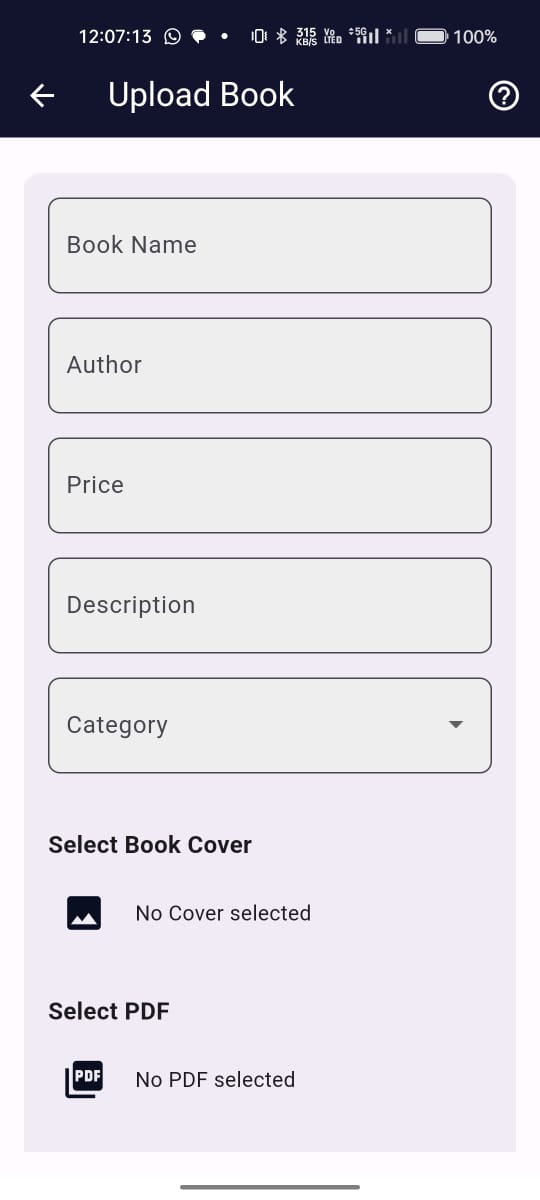 12:07:13 315 KB/S Vo LTE 5G 100%
Upload Book
Book Name
Author
Price
Description
Category
Select Book Cover
No Cover selected
Select PDF
PDF No PDF selected